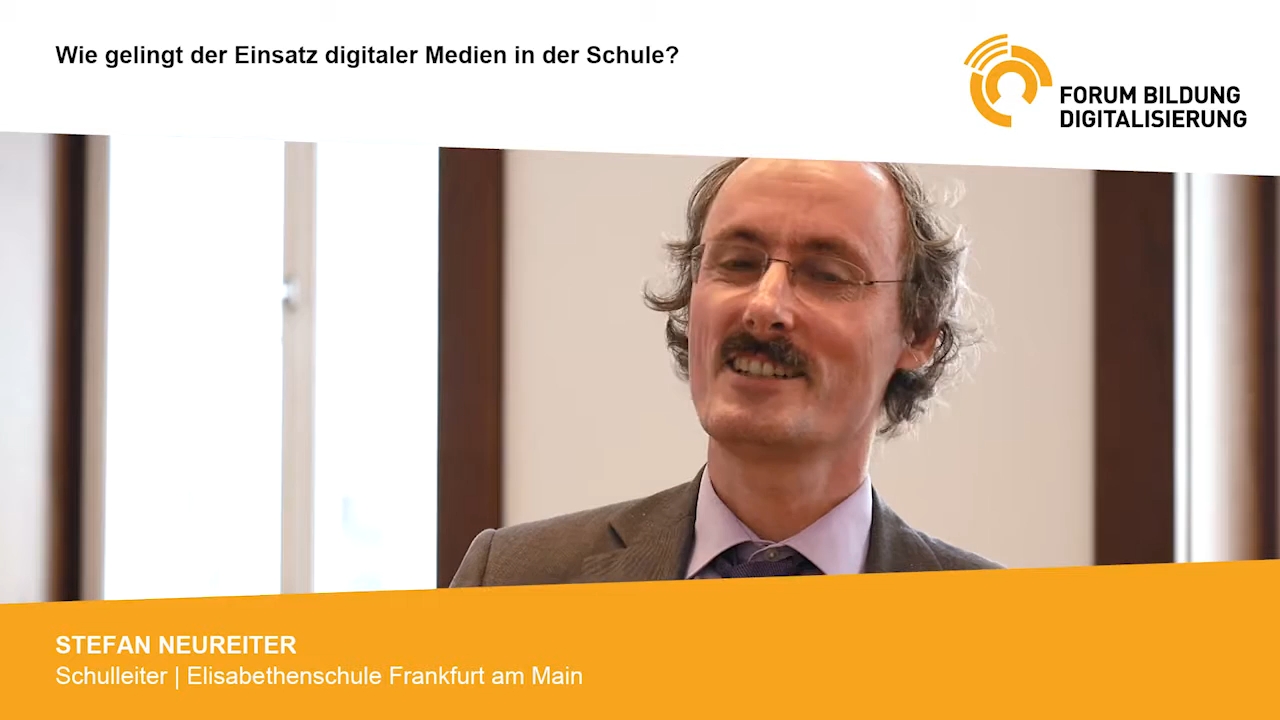 Wie gelingt der Einsatz digitaler Medien in der Schule?
FORUM BILDUNG
DIGITALISIERUNG
STEFAN NEUREITER
Schulleiter | Elisabethenschule Frankfurt am Main